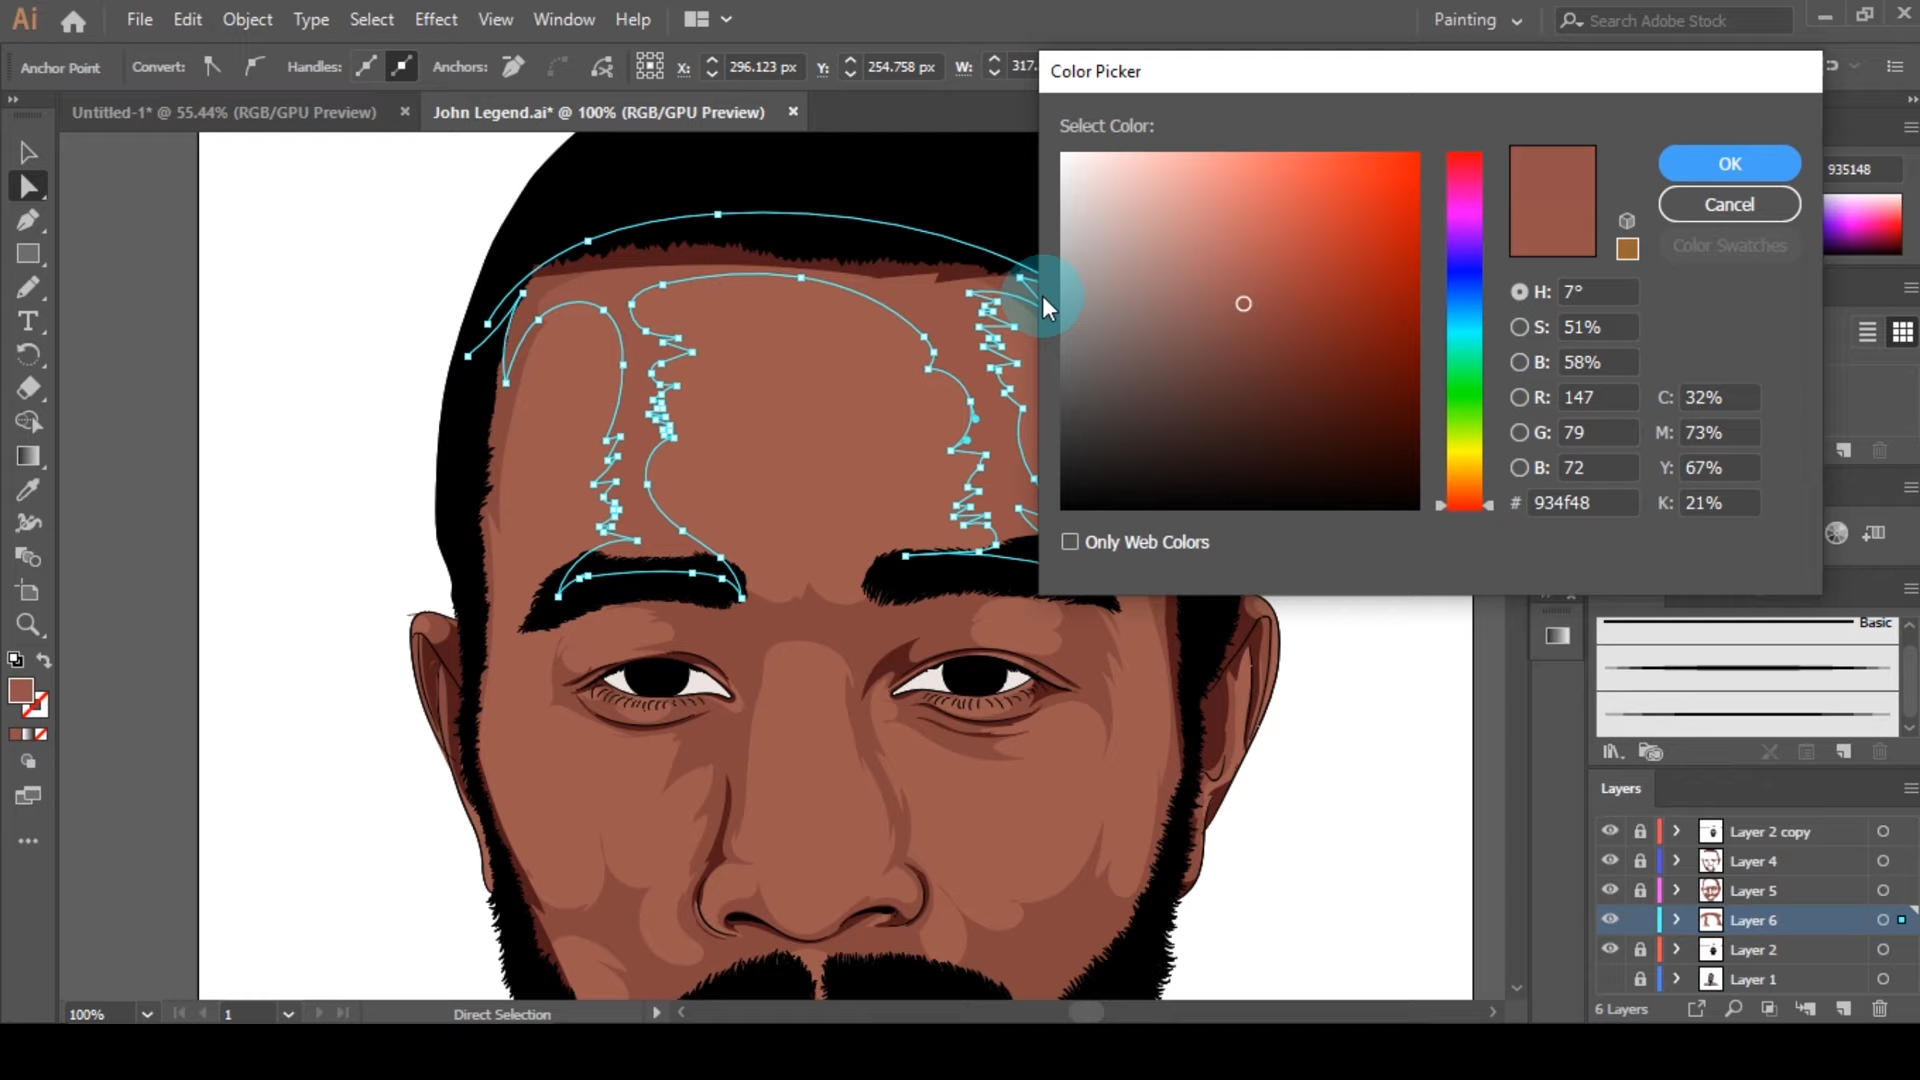 Ai File Edit Object Type Select Effect View Window Help Painting Search Adobe Stock
Anchor Point Convert: Handles: Anchors: X: 296.123 px Y: 254.758 px W: 317.
Untitled-1* @ 55.44% (RGB/GPU Preview) John Legend.ai* @ 100% (RGB/GPU Preview)
Color Picker
Select Color:
OK
935148
Cancel
Color Swatches
H: 7°
S: 51%
B: 58%
R: 147 C: 32%
G: 79 M: 73%
B: 72 Y: 67%
# 934f48 K: 21%
Only Web Colors
Basic
Layers
Layer 2 copy
Layer 4
Layer 5
Layer 6
Layer 2
Layer 1
6 Layers
100% 1 Direct Selection